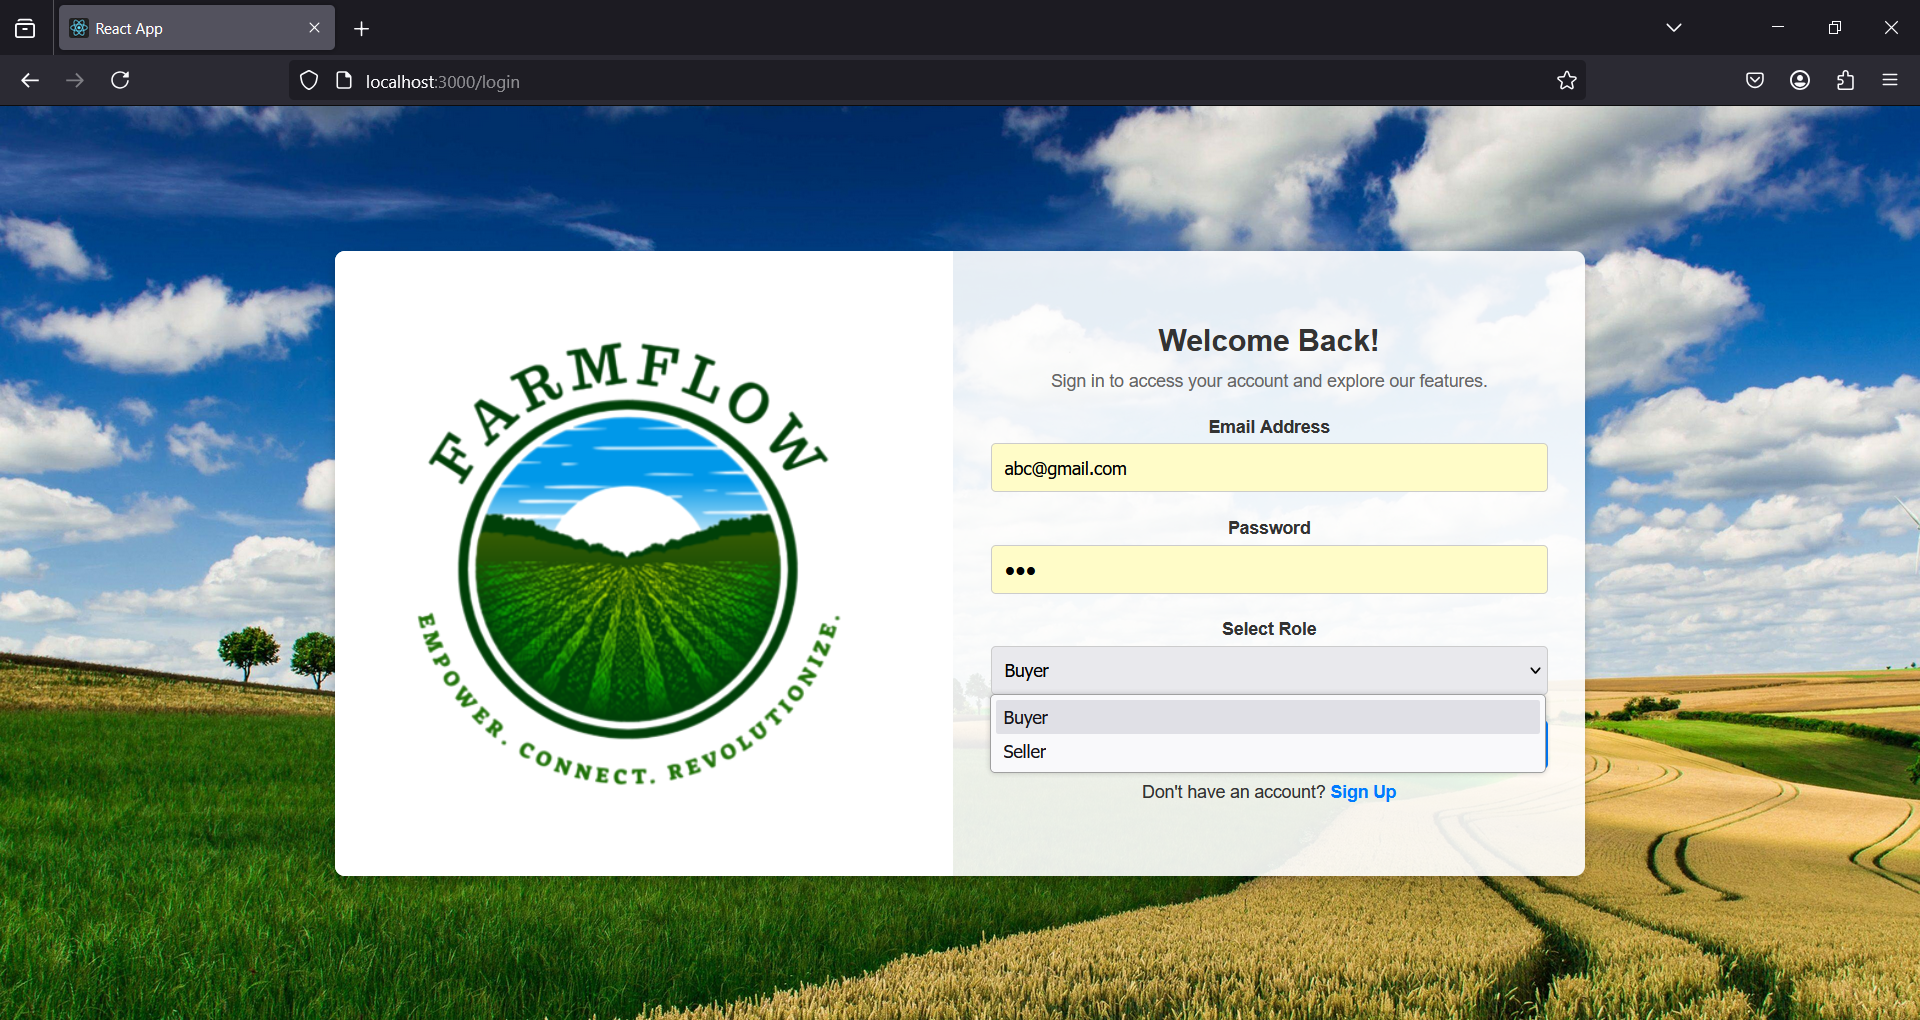 React App
localhost:3000/login
FARMFLOW
EMPOWER. CONNECT. REVOLUTIONIZE.
Welcome Back!
Sign in to access your account and explore our features.
Email Address
abc@gmail.com
Password
•••
Select Role
Buyer
Buyer
Seller
Don't have an account? Sign Up